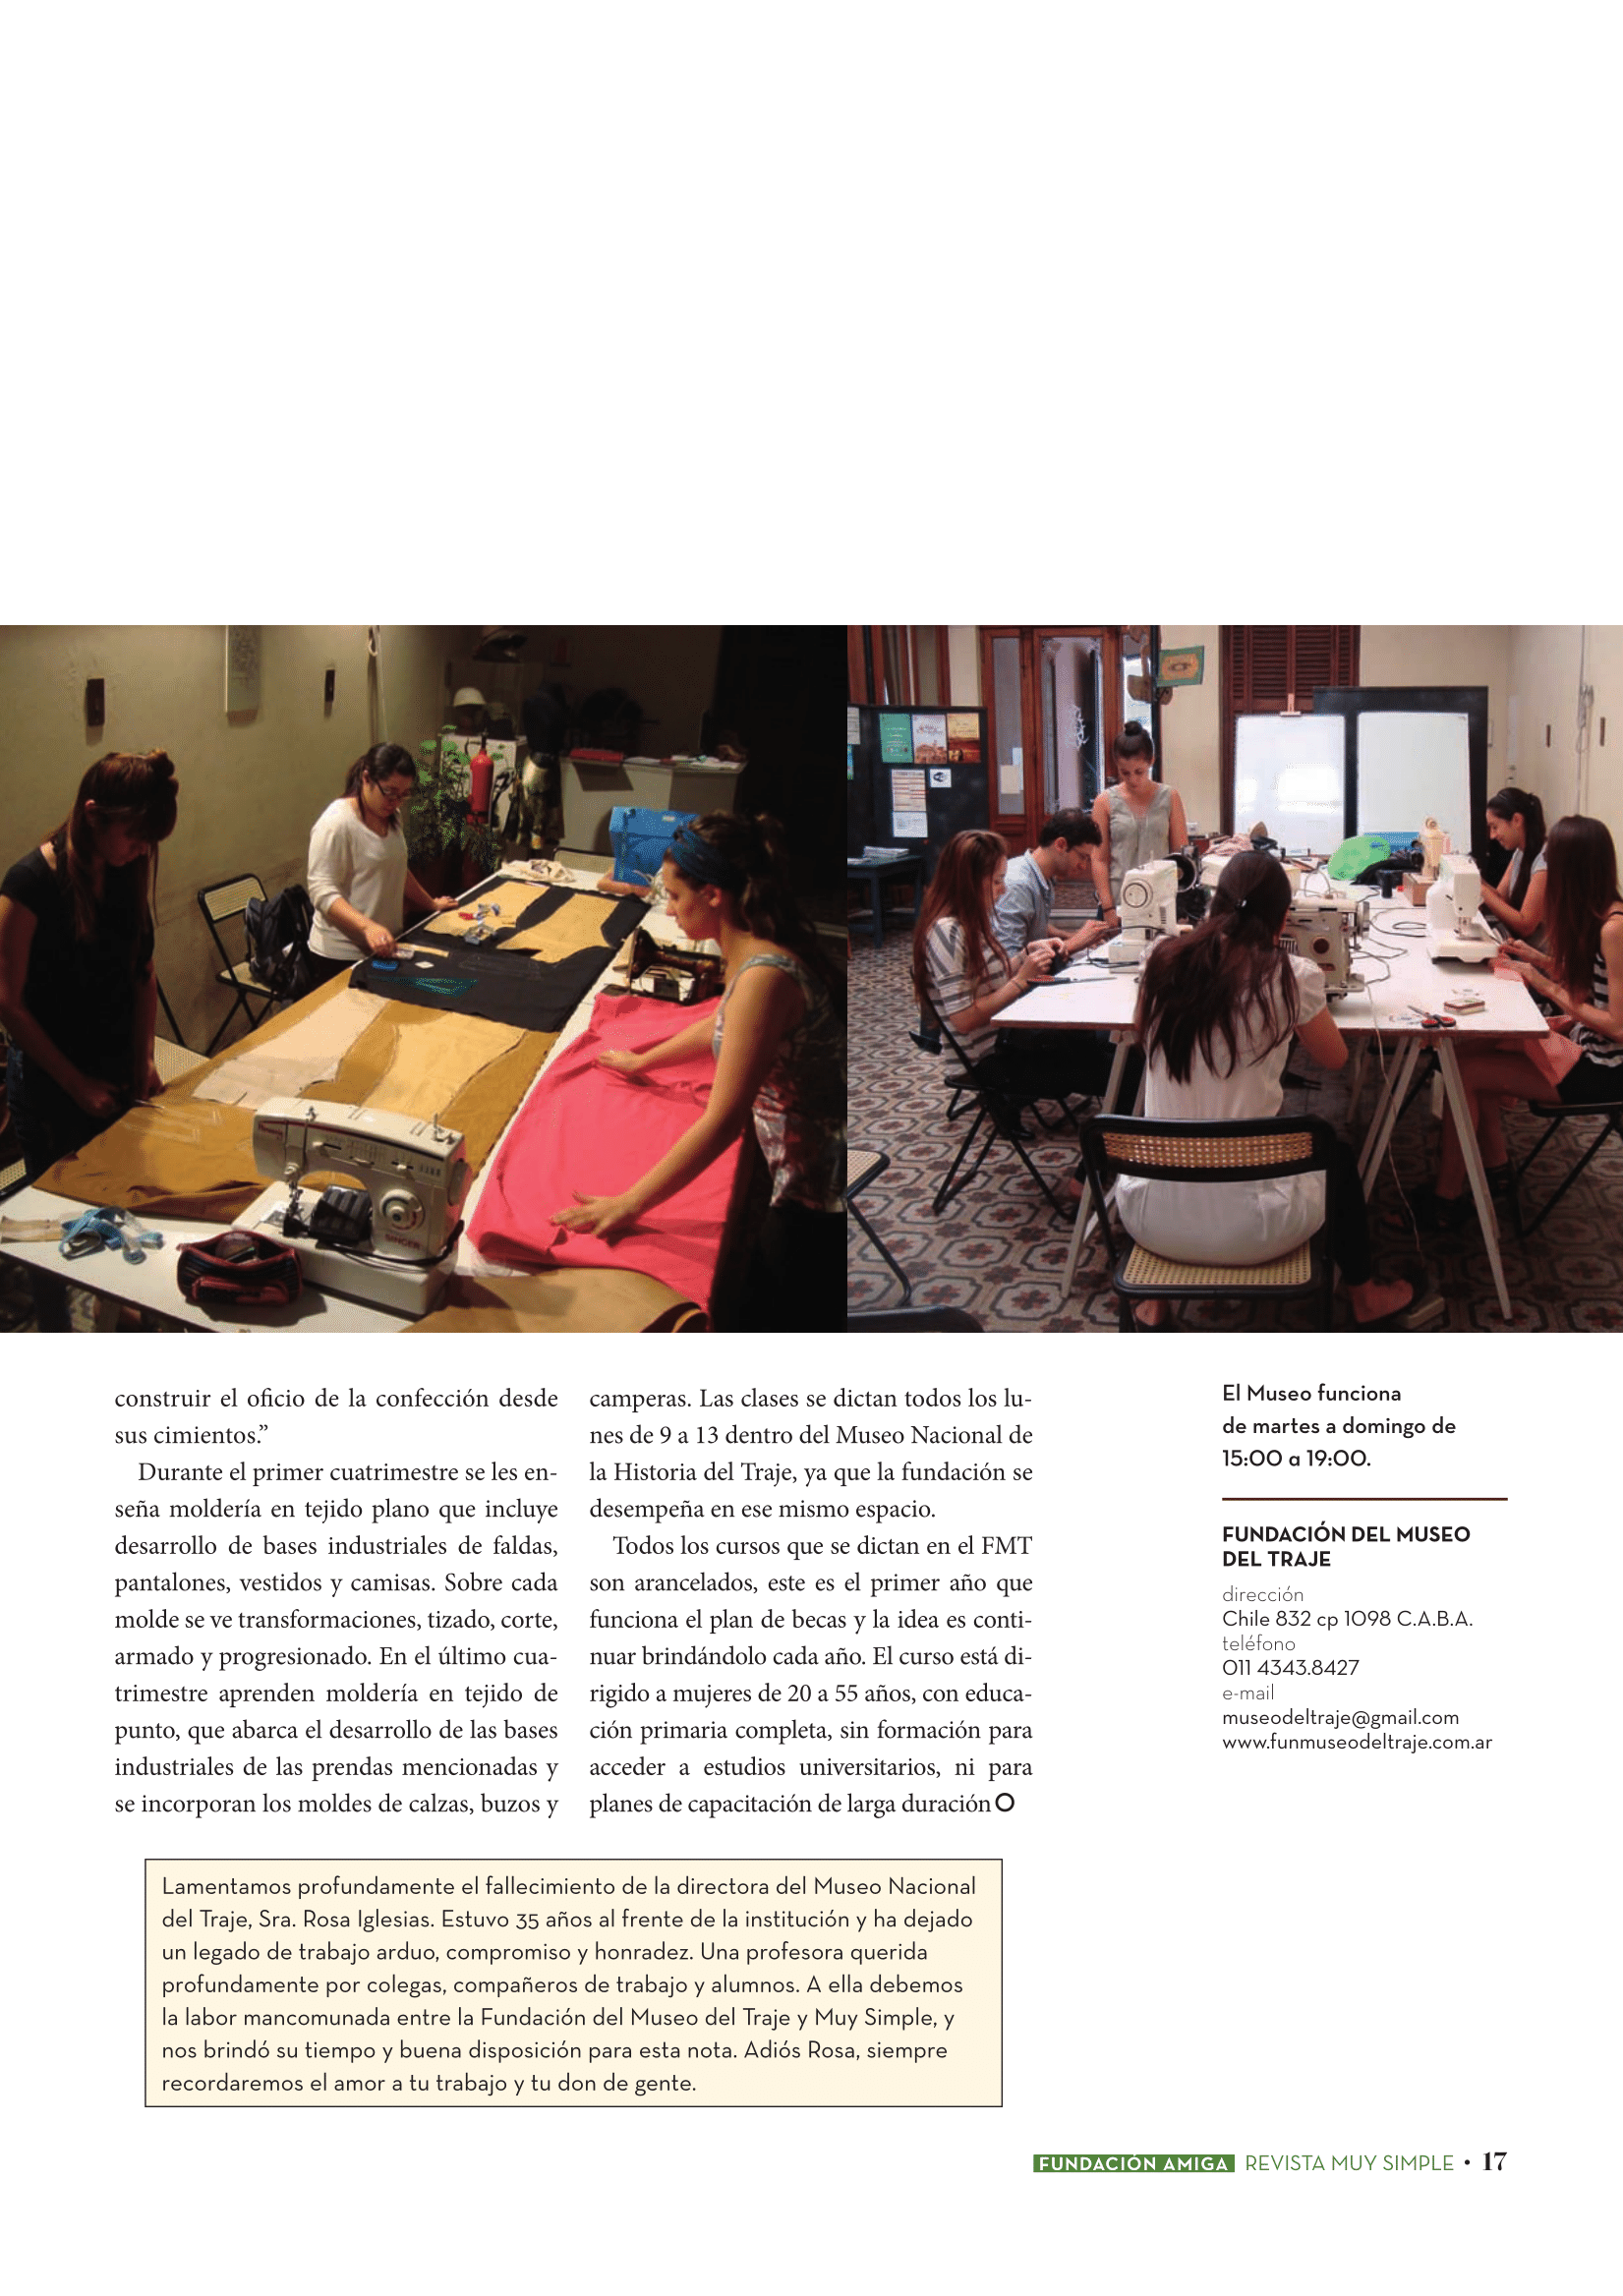 construir el oficio de la confección desde
sus cimientos.”
Durante el primer cuatrimestre se les en-
seña moldería en tejido plano que incluye
desarrollo de bases industriales de faldas,
pantalones, vestidos y camisas. Sobre cada
molde se ve transformaciones, tizado, corte,
armado y progresionado. En el último cua-
trimestre aprenden moldería en tejido de
punto, que abarca el desarrollo de las bases
industriales de las prendas mencionadas y
se incorporan los moldes de calzas, buzos y
camperas. Las clases se dictan todos los lu-
nes de 9 a 13 dentro del Museo Nacional de
la Historia del Traje, ya que la fundación se
desempeña en ese mismo espacio.
Todos los cursos que se dictan en el FMT
son arancelados, este es el primer año que
funciona el plan de becas y la idea es conti-
nuar brindándolo cada año. El curso está di-
rigido a mujeres de 20 a 55 años, con educa-
ción primaria completa, sin formación para
acceder a estudios universitarios, ni para
planes de capacitación de larga duración
El Museo funciona
de martes a domingo de
15:00 a 19:00.
FUNDACIÓN DEL MUSEO
DEL TRAJE
dirección
Chile 832 cp 1098 C.A.B.A.
teléfono
011 4343.8427
e-mail
museodeltraje@gmail.com
www.funmuseodeltraje.com.ar
Lamentamos profundamente el fallecimiento de la directora del Museo Nacional
del Traje, Sra. Rosa Iglesias. Estuvo 35 años al frente de la institución y ha dejado
un legado de trabajo arduo, compromiso y honradez. Una profesora querida
profundamente por colegas, compañeros de trabajo y alumnos. A ella debemos
la labor mancomunada entre la Fundación del Museo del Traje y Muy Simple, y
nos brindó su tiempo y buena disposición para esta nota. Adiós Rosa, siempre
recordaremos el amor a tu trabajo y tu don de gente.
FUNDACIÓN AMIGA REVISTA MUY SIMPLE • 17
SINGER